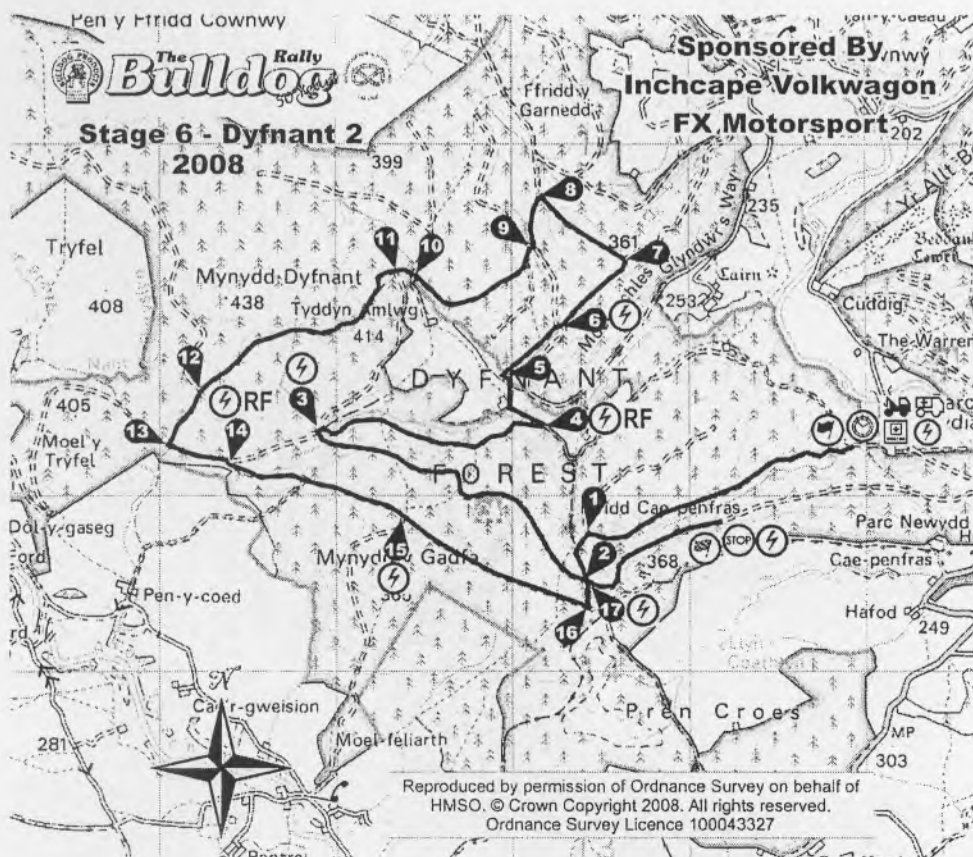 Pen y Ffridd Cownwy
The Bulldog Rally
Sponsored By
Inchcape Volkwagon
FX Motorsport
Stage 6 - Dyfnant 2
2008
Ffridd y
Garnedd
202
399
Yr Allt
235
8
9
11
10
361
7
Glyndwr's Way
Tryfel
Mynydd Dyfnant
438
408
Tyddyn Amlwg
414
Cairn
253
6
Cuddig
The Warren
12
5
DYFNANT
405
RF
3
4
RF
13
14
Moel y
Tryfel
FOREST
1
Cae-penfras
Dol-y-gaseg
15
Mynydd y Gadfa
2
368
STOP
Parc Newydd
Cae-penfras
Pen-y-coed
16
17
Hafod
249
N
Pren Croes
281
Moel-feliarth
MP
303
Reproduced by permission of Ordnance Survey on behalf of
HMSO. © Crown Copyright 2008. All rights reserved.
Ordnance Survey Licence 100043327